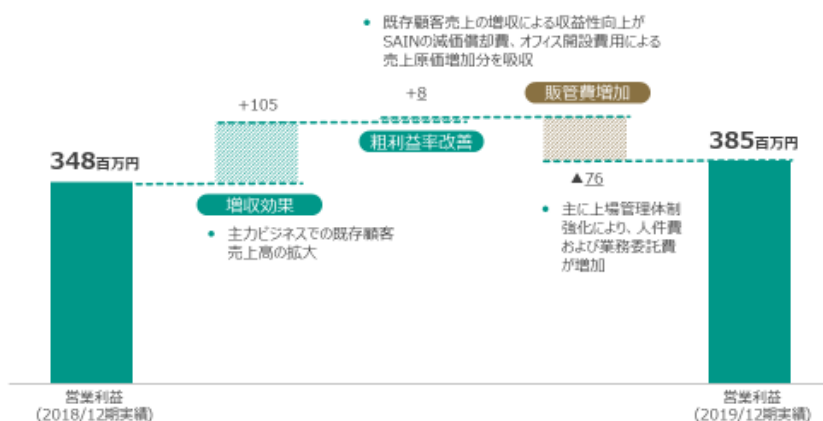 • 既存顧客売上の増収による収益性向上が
SAINの減価償却費、オフィス開設費用による
売上原価増加分を吸収
+105
+8
販管費増加
粗利益率改善
348百万円
385百万円
▲76
増収効果
• 主力ビジネスでの既存顧客
売上高の拡大
• 主に上場管理体制
強化により、人件費
および業務委託費
が増加
営業利益
(2018/12期実績)
営業利益
(2019/12期実績)